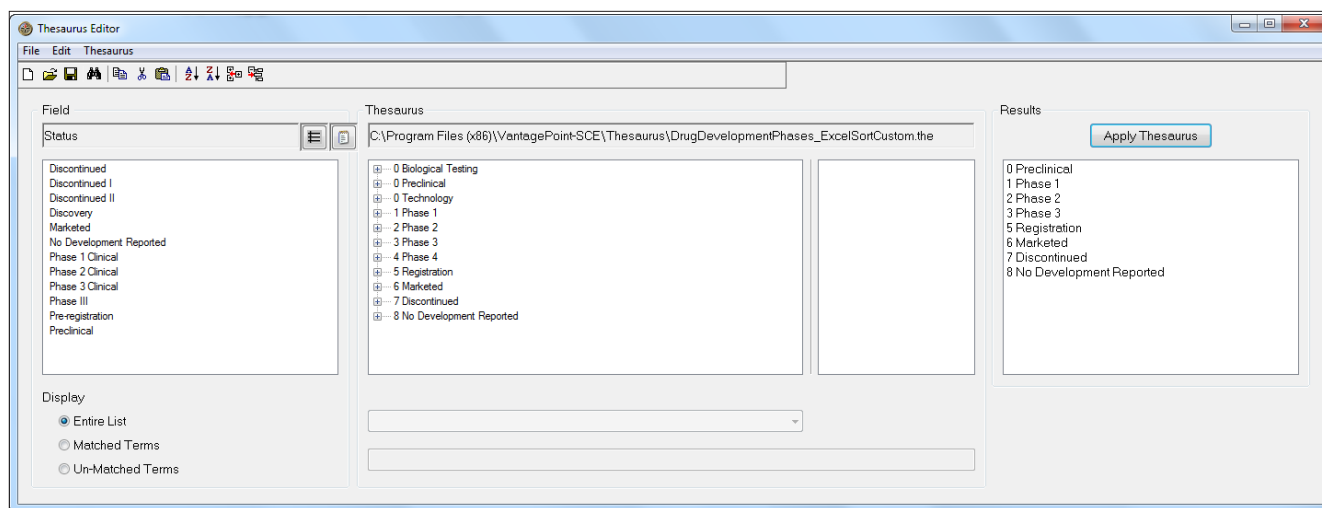 Thesaurus Editor
File Edit Thesaurus
Field
Status
Discontinued
Discontinued I
Discontinued II
Discovery
Marketed
No Development Reported
Phase 1 Clinical
Phase 2 Clinical
Phase 3 Clinical
Phase III
Pre-registration
Preclinical
Display
Entire List
Matched Terms
Un-Matched Terms
Thesaurus
C:\Program Files (x86)\VantagePoint-SCE\Thesaurus\DrugDevelopmentPhases_ExcelSortCustom.the
0 Biological Testing
0 Preclinical
0 Technology
1 Phase 1
2 Phase 2
3 Phase 3
4 Phase 4
5 Registration
6 Marketed
7 Discontinued
8 No Development Reported
Results
Apply Thesaurus
0 Preclinical
1 Phase 1
2 Phase 2
3 Phase 3
5 Registration
6 Marketed
7 Discontinued
8 No Development Reported